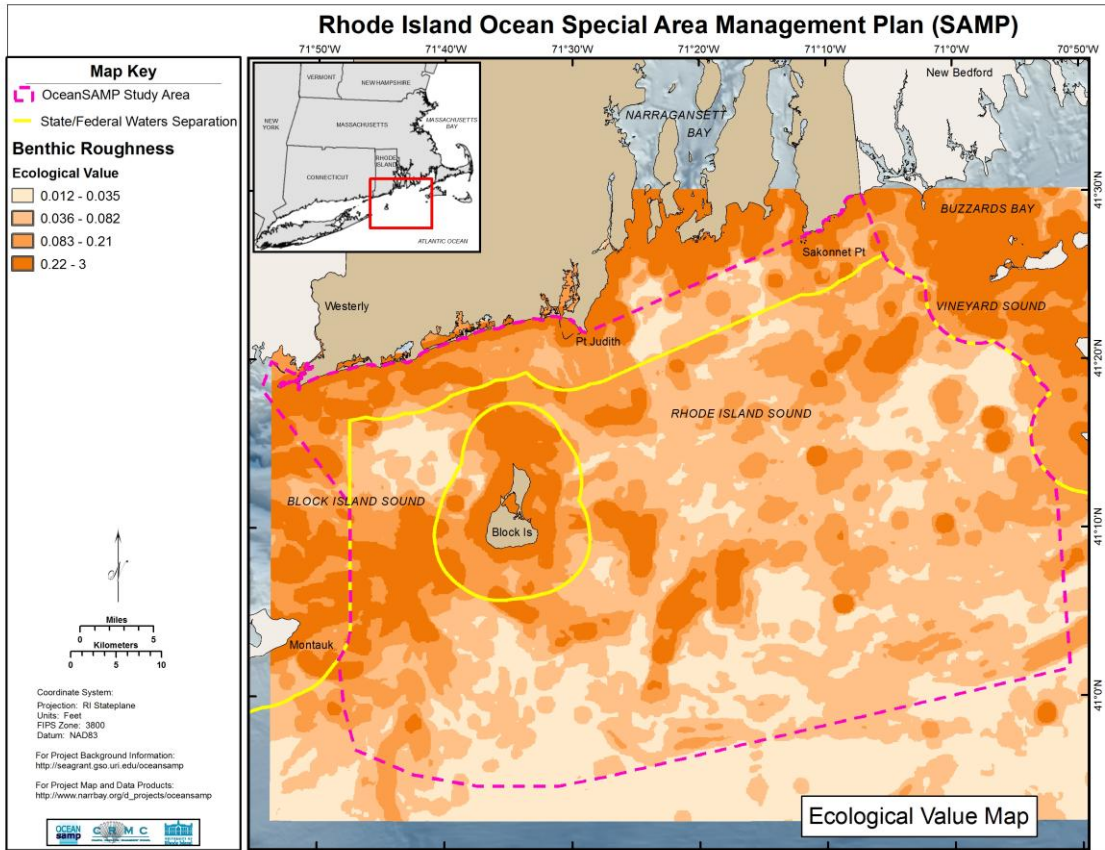 Rhode Island Ocean Special Area Management Plan (SAMP)
71°50'W
71°40'W
71°30'W
71°20'W
71°10'W
71°0'W
70°50'W
Map Key
OceanSAMP Study Area
State/Federal Waters Separation
Benthic Roughness
Ecological Value
0.012 - 0.035
0.036 - 0.082
0.083 - 0.21
0.22 - 3
N
Miles
0 5
Kilometers
0 5 10
Coordinate System:
Projection: RI Stateplane
Units: Feet
FIPS Zone: 3800
Datum: NAD83
For Project Background Information:
http://seagrant.gso.uri.edu/oceansamp
For Project Map and Data Products:
http://www.narrbay.org/d_projects/oceansamp
OCEAN
samp
CRMC
VERMONT
NEW HAMPSHIRE
NEW
YORK
MASSACHUSETTS
MASSACHUSETTS
BAY
RHODE
ISLAND
CONNECTICUT
ATLANTIC OCEAN
NARRAGANSETT
BAY
New Bedford
BUZZARDS BAY
Sakonnet Pt
Westerly
VINEYARD SOUND
Pt Judith
RHODE ISLAND SOUND
BLOCK ISLAND SOUND
Block Is
Montauk
41°30'N
41°20'N
41°10'N
41°0'N
Ecological Value Map